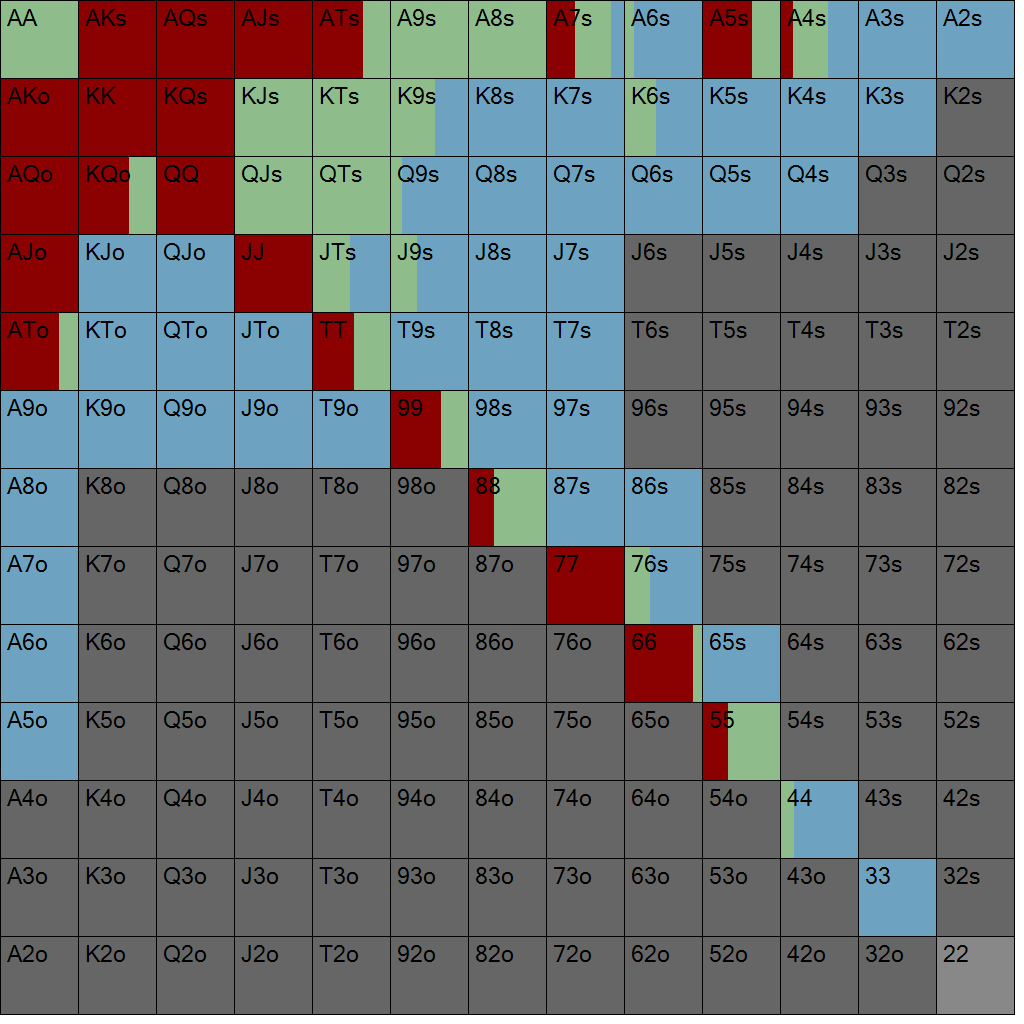 AA AKs AQs AJs ATs A9s A8s A7s A6s A5s A4s A3s A2s
AKo KK KQs KJs KTs K9s K8s K7s K6s K5s K4s K3s K2s
AQo KQo QQ QJs QTs Q9s Q8s Q7s Q6s Q5s Q4s Q3s Q2s
AJo KJo QJo JJ JTs J9s J8s J7s J6s J5s J4s J3s J2s
ATo KTo QTo JTo TT T9s T8s T7s T6s T5s T4s T3s T2s
A9o K9o Q9o J9o T9o 99 98s 97s 96s 95s 94s 93s 92s
A8o K8o Q8o J8o T8o 98o 88 87s 86s 85s 84s 83s 82s
A7o K7o Q7o J7o T7o 97o 87o 77 76s 75s 74s 73s 72s
A6o K6o Q6o J6o T6o 96o 86o 76o 66 65s 64s 63s 62s
A5o K5o Q5o J5o T5o 95o 85o 75o 65o 55 54s 53s 52s
A4o K4o Q4o J4o T4o 94o 84o 74o 64o 54o 44 43s 42s
A3o K3o Q3o J3o T3o 93o 83o 73o 63o 53o 43o 33 32s
A2o K2o Q2o J2o T2o 92o 82o 72o 62o 52o 42o 32o 22